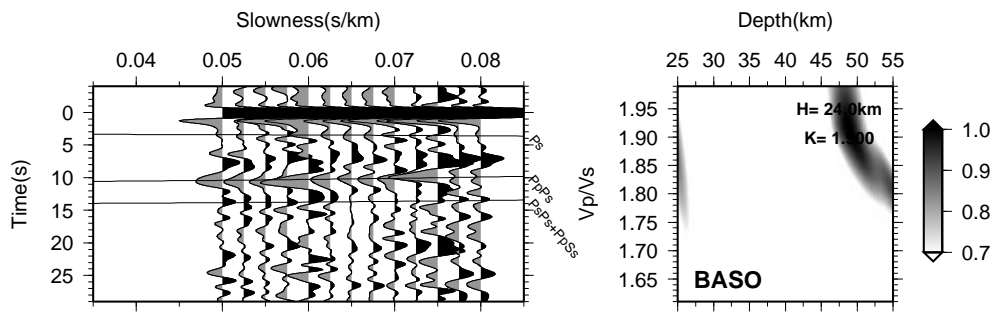 Slowness(s/km)
0.04 0.05 0.06 0.07 0.08
Time(s)
0
5
10
15
20
25
Ps
PpPs
PsPs+PpSs
Depth(km)
25 30 35 40 45 50 55
Vp/Vs
1.95
1.90
1.85
1.80
1.75
1.70
1.65
H= 24.0km
BASO
1.0
0.9
0.8
0.7